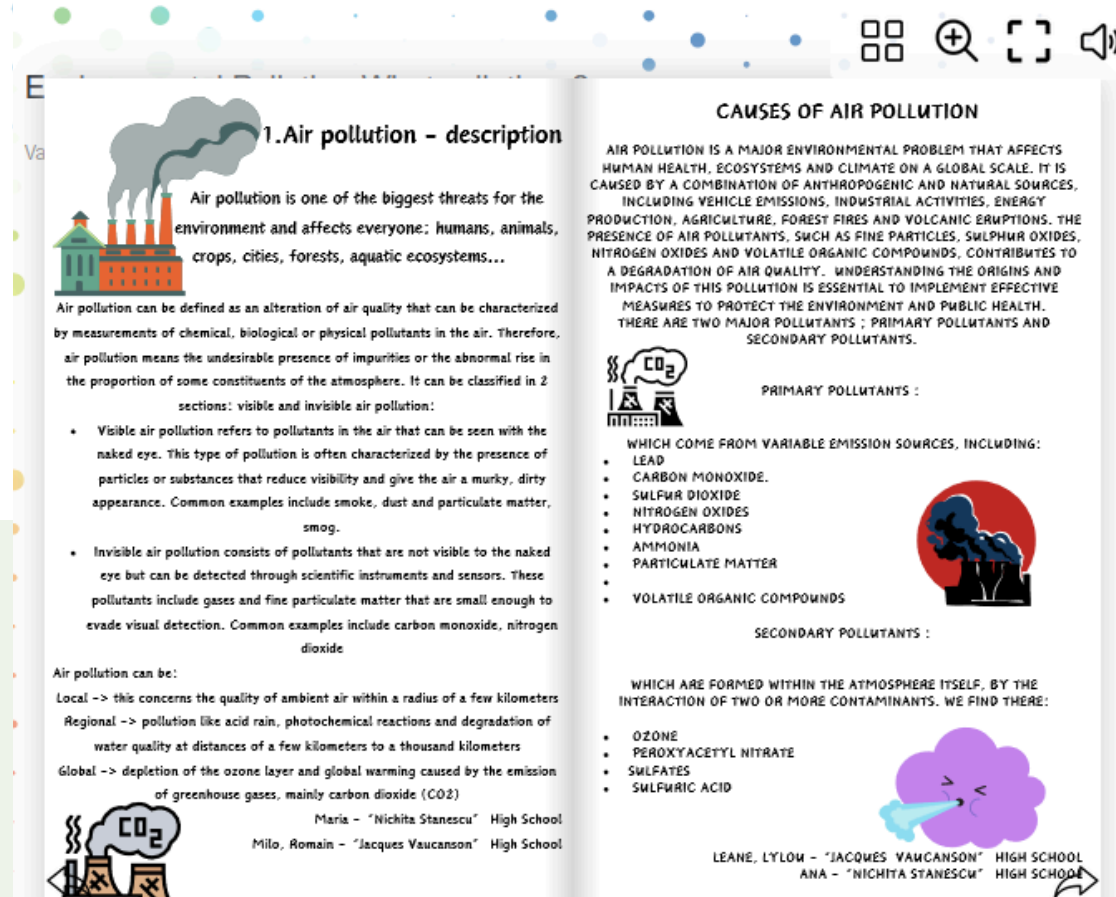 1.Air pollution - description
Air pollution is one of the biggest threats for the
environment and affects everyone: humans, animals,
crops, cities, forests, aquatic ecosystems...
Air pollution can be defined as an alteration of air quality that can be characterized
by measurements of chemical, biological or physical pollutants in the air. Therefore,
air pollution means the undesirable presence of impurities or the abnormal rise in
the proportion of some constituents of the atmosphere. It can be classified in 2
sections: visible and invisible air pollution:
• Visible air pollution refers to pollutants in the air that can be seen with the
naked eye. This type of pollution is often characterized by the presence of
particles or substances that reduce visibility and give the air a murky, dirty
appearance. Common examples include smoke, dust and particulate matter,
smog.
• Invisible air pollution consists of pollutants that are not visible to the naked
eye but can be detected through scientific instruments and sensors. These
pollutants include gases and fine particulate matter that are small enough to
evade visual detection. Common examples include carbon monoxide, nitrogen
dioxide
Air pollution can be:
Local -> this concerns the quality of ambient air within a radius of a few kilometers
Regional -> pollution like acid rain, photochemical reactions and degradation of
water quality at distances of a few kilometers to a thousand kilometers
Global -> depletion of the ozone layer and global warming caused by the emission
of greenhouse gases, mainly carbon dioxide (CO2)
CO2
Maria - "Nichita Stanescu" High School
Milo, Romain - "Jacques Vaucanson" High School
CAUSES OF AIR POLLUTION
AIR POLLUTION IS A MAJOR ENVIRONMENTAL PROBLEM THAT AFFECTS
HUMAN HEALTH, ECOSYSTEMS AND CLIMATE ON A GLOBAL SCALE. IT IS
CAUSED BY A COMBINATION OF ANTHROPOGENIC AND NATURAL SOURCES,
INCLUDING VEHICLE EMISSIONS, INDUSTRIAL ACTIVITIES, ENERGY
PRODUCTION, AGRICULTURE, FOREST FIRES AND VOLCANIC ERUPTIONS. THE
PRESENCE OF AIR POLLUTANTS, SUCH AS FINE PARTICLES, SULPHUR OXIDES,
NITROGEN OXIDES AND VOLATILE ORGANIC COMPOUNDS, CONTRIBUTES TO
A DEGRADATION OF AIR QUALITY. UNDERSTANDING THE ORIGINS AND
IMPACTS OF THIS POLLUTION IS ESSENTIAL TO IMPLEMENT EFFECTIVE
MEASURES TO PROTECT THE ENVIRONMENT AND PUBLIC HEALTH.
THERE ARE TWO MAJOR POLLUTANTS ; PRIMARY POLLUTANTS AND
SECONDARY POLLUTANTS.
CO2
PRIMARY POLLUTANTS :
WHICH COME FROM VARIABLE EMISSION SOURCES, INCLUDING:
• LEAD
• CARBON MONOXIDE.
• SULFUR DIOXIDE
• NITROGEN OXIDES
• HYDROCARBONS
• AMMONIA
• PARTICULATE MATTER
•
• VOLATILE ORGANIC COMPOUNDS
SECONDARY POLLUTANTS :
WHICH ARE FORMED WITHIN THE ATMOSPHERE ITSELF, BY THE
INTERACTION OF TWO OR MORE CONTAMINANTS. WE FIND THERE:
• OZONE
• PEROXYACETYL NITRATE
• SULFATES
• SULFURIC ACID
LEANE, LYLOU - "JACQUES VAUCANSON" HIGH SCHOOL
ANA - "NICHITA STANESCU" HIGH SCHOOL